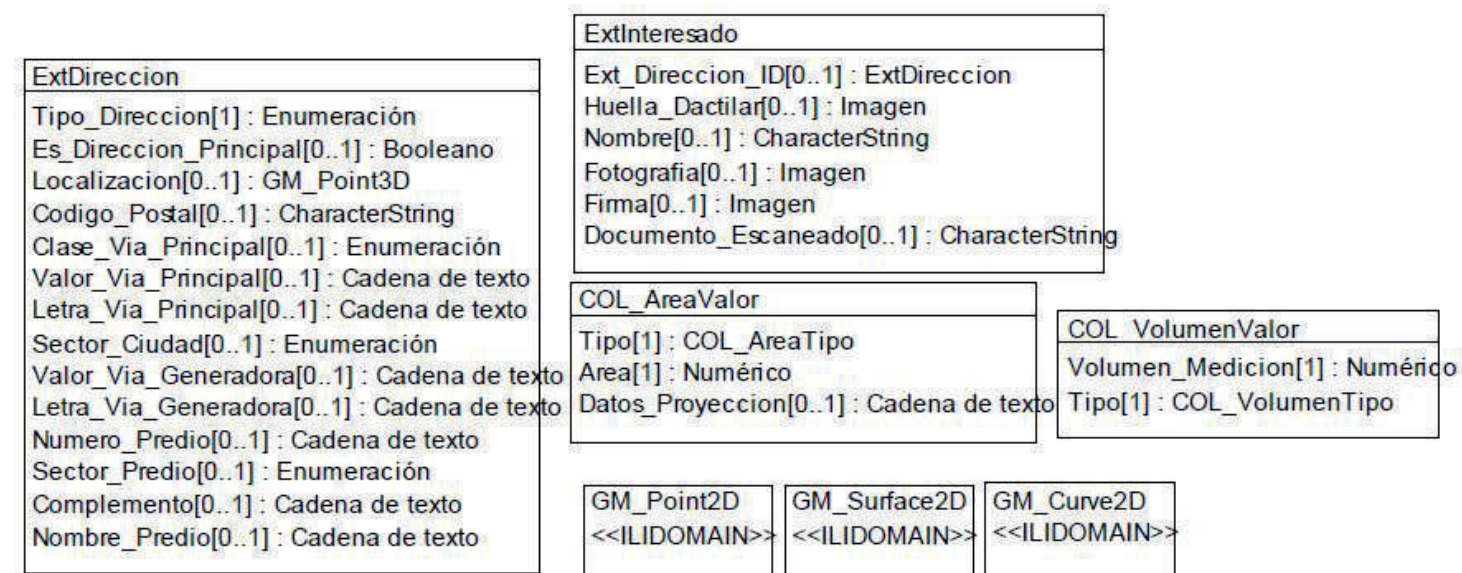 ExtDireccion
Tipo_Direccion[1] : Enumeración
Es_Direccion_Principal[0..1] : Booleano
Localizacion[0..1] : GM_Point3D
Codigo_Postal[0..1] : CharacterString
Clase_Via_Principal[0..1] : Enumeración
Valor_Via_Principal[0..1] : Cadena de texto
Letra_Via_Principal[0..1] : Cadena de texto
Sector_Ciudad[0..1] : Enumeración
Valor_Via_Generadora[0..1] : Cadena de texto
Letra_Via_Generadora[0..1] : Cadena de texto
Numero_Predio[0..1] : Cadena de texto
Sector_Predio[0..1] : Enumeración
Complemento[0..1] : Cadena de texto
Nombre_Predio[0..1] : Cadena de texto
ExtInteresado
Ext_Direccion_ID[0..1] : ExtDireccion
Huella_Dactilar[0..1] : Imagen
Nombre[0..1] : CharacterString
Fotografia[0..1] : Imagen
Firma[0..1] : Imagen
Documento_Escaneado[0..1] : CharacterString
COL_AreaValor
Tipo[1] : COL_AreaTipo
Area[1] : Numérico
Datos_Proyeccion[0..1] : Cadena de texto
COL_VolumenValor
Volumen_Medicion[1] : Numérico
Tipo[1] : COL_VolumenTipo
GM_Point2D
<<ILIDOMAIN>>
GM_Surface2D
<<ILIDOMAIN>>
GM_Curve2D
<<ILIDOMAIN>>